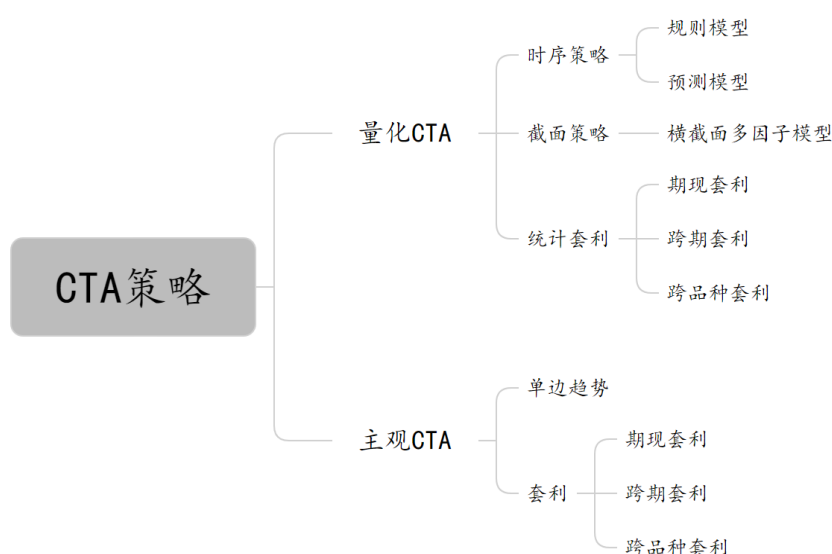 CTA策略
量化CTA
时序策略
规则模型
预测模型
截面策略
横截面多因子模型
统计套利
期现套利
跨期套利
跨品种套利
主观CTA
单边趋势
套利
期现套利
跨期套利
跨品种套利